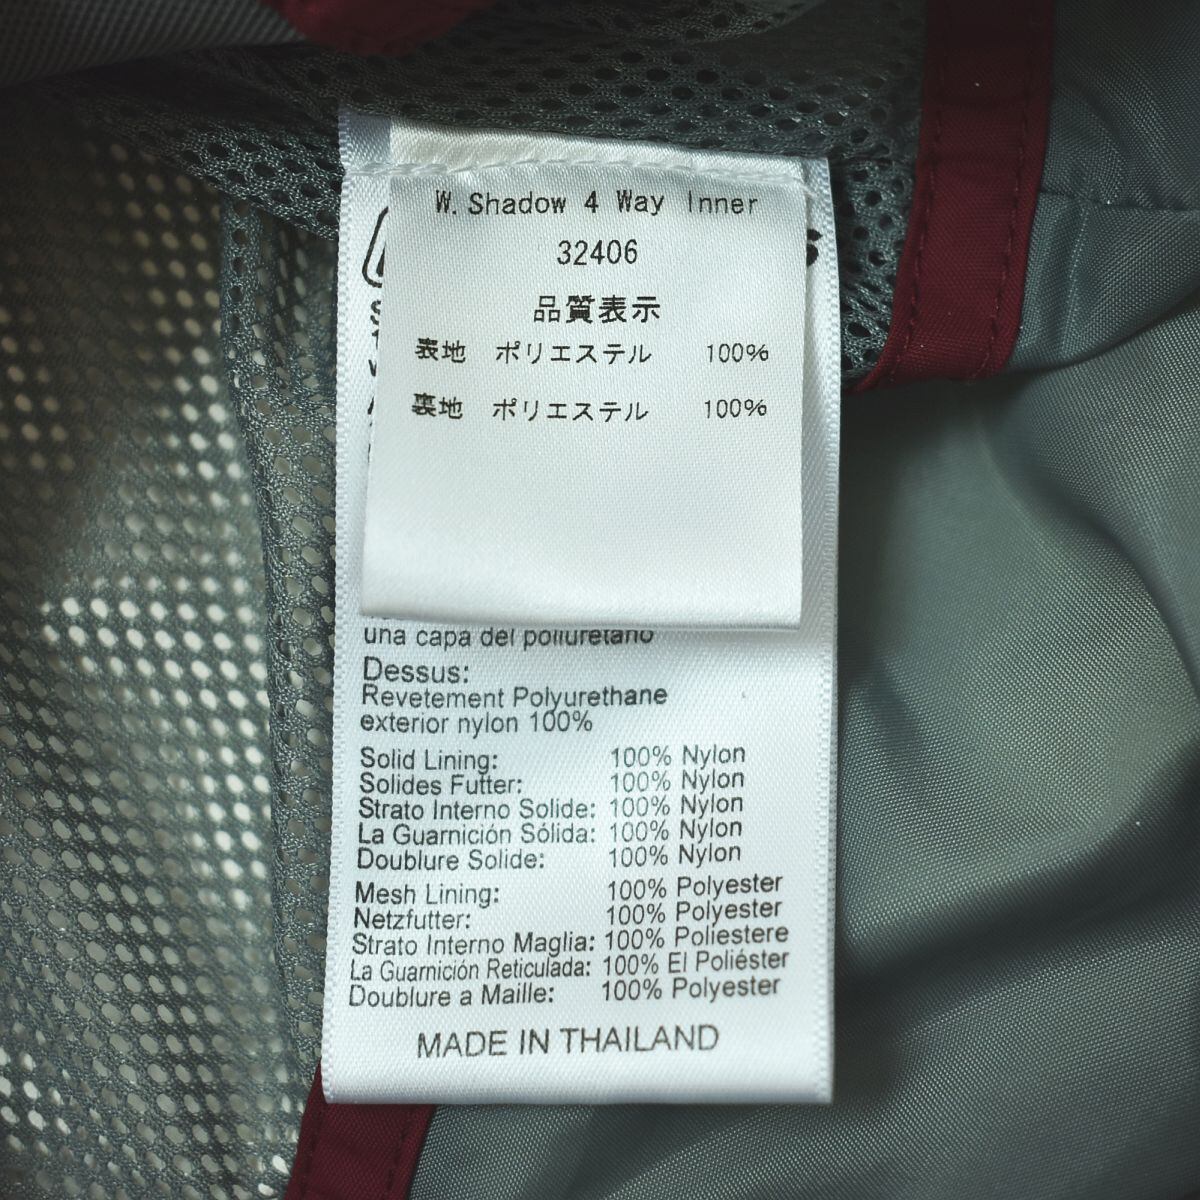 W. Shadow 4 Way Inner
32406
品質表示
表地 ポリエステル 100%
裏地 ポリエステル 100%
una capa del poliuretano
Dessus:
Revetement Polyurethane
exterior nylon 100%
Solid Lining: 100% Nylon
Solides Futter: 100% Nylon
Strato Interno Solide: 100% Nylon
La Guarnición Sólida: 100% Nylon
Doublure Solide: 100% Nylon
Mesh Lining: 100% Polyester
Netzfutter: 100% Polyester
Strato Interno Maglia: 100% Poliestere
La Guarnición Reticulada: 100% El Poliéster
Doublure a Maille: 100% Polyester
MADE IN THAILAND